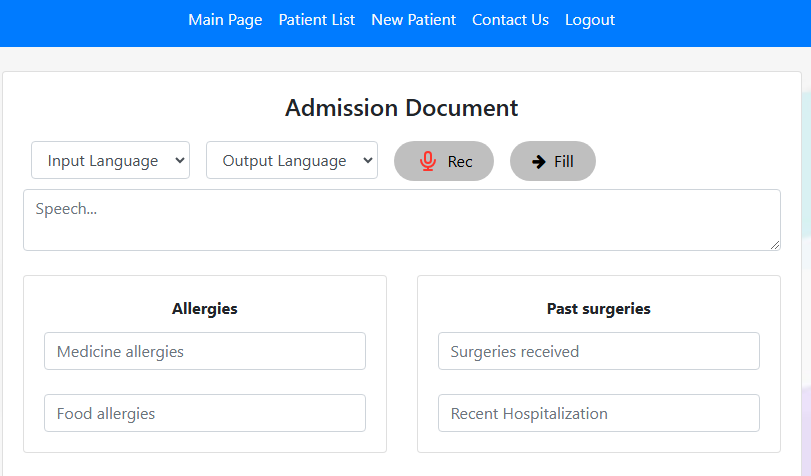 Main Page Patient List New Patient Contact Us Logout
Admission Document
Input Language Output Language Rec Fill
Speech...
Allergies
Medicine allergies
Food allergies
Past surgeries
Surgeries received
Recent Hospitalization